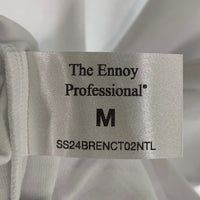 The Ennoy
Professional®
M
SS24BRENCT02NTL